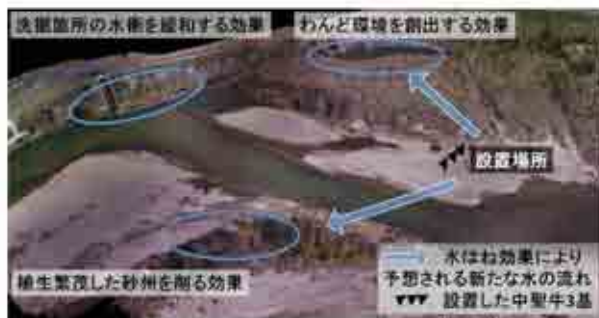 洗掘箇所の水衝を緩和する効果
わんど環境を創出する効果
設置場所
植生繁茂した砂州を削る効果
水はね効果により
予想される新たな水の流れ
▼▼▼ 設置した中聖牛3基